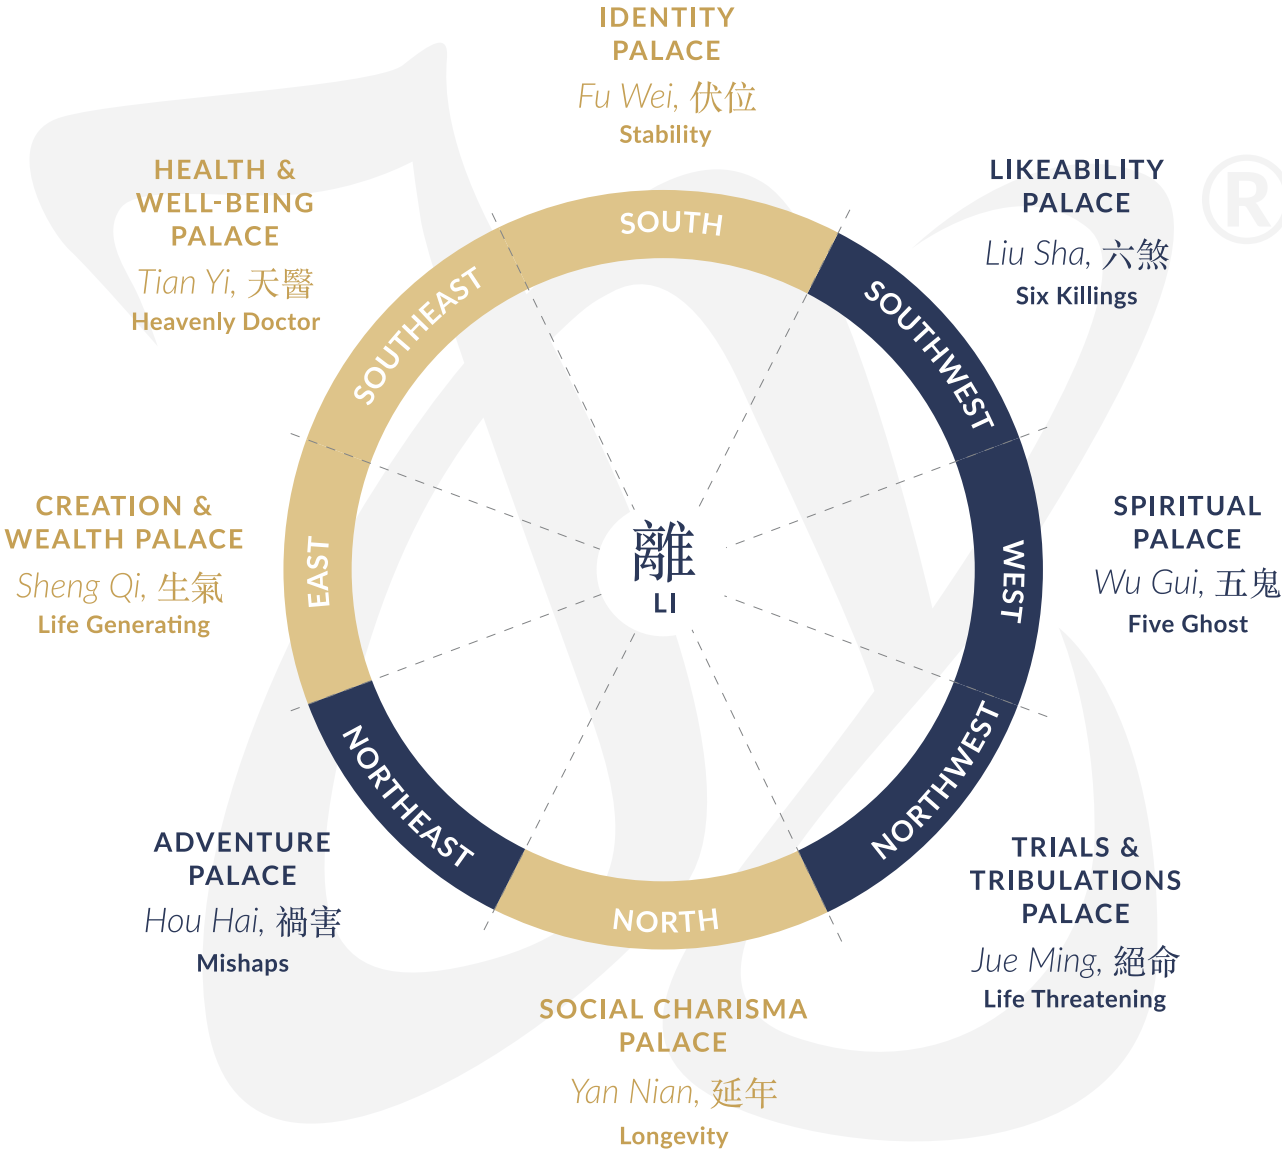 IDENTITY
PALACE
Fu Wei, 伏位
Stability
HEALTH &
WELL-BEING
PALACE
Tian Yi, 天醫
Heavenly Doctor
LIKEABILITY
PALACE
Liu Sha, 六煞
Six Killings
®
SOUTH
SOUTHEAST
SOUTHWEST
CREATION &
WEALTH PALACE
Sheng Qi, 生氣
Life Generating
EAST
離
LI
WEST
SPIRITUAL
PALACE
Wu Gui, 五鬼
Five Ghost
NORTHEAST
NORTHWEST
NORTH
ADVENTURE
PALACE
Hou Hai, 禍害
Mishaps
TRIALS &
TRIBULATIONS
PALACE
Jue Ming, 絕命
Life Threatening
SOCIAL CHARISMA
PALACE
Yan Nian, 延年
Longevity